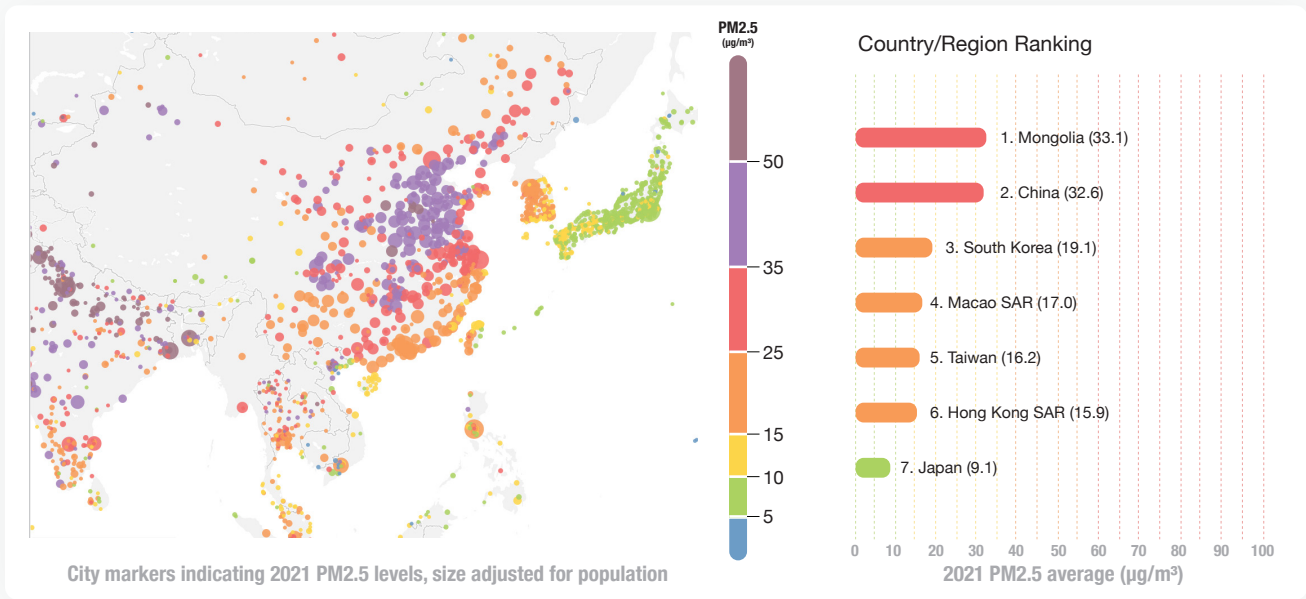 PM2.5
(µg/m³)
50
35
25
15
10
5
City markers indicating 2021 PM2.5 levels, size adjusted for population
Country/Region Ranking
1. Mongolia (33.1)
2. China (32.6)
3. South Korea (19.1)
4. Macao SAR (17.0)
5. Taiwan (16.2)
6. Hong Kong SAR (15.9)
7. Japan (9.1)
0 10 20 30 40 50 60 70 80 90 100
2021 PM2.5 average (µg/m³)